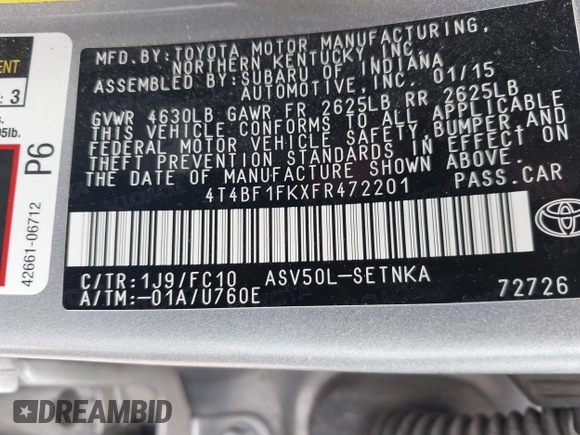 MFD.BY:TOYOTA MOTOR MANUFACTURING,
NORTHERN KENTUCKY, INC.
ASSEMBLED BY:SUBARU OF INDIANA
AUTOMOTIVE,INC. 01/15
GVWR 4630LB GAWR FR 2625LB RR 2625LB
THIS VEHICLE CONFORMS TO ALL APPLICABLE
FEDERAL MOTOR VEHICLE SAFETY,BUMPER AND
THEFT PREVENTION STANDARDS IN EFFECT ON
THE DATE OF MANUFACTURE SHOWN ABOVE.
4T4BF1FKXFR472201 PASS.CAR
TOYOTA
C/TR:1J9/FC10 ASV50L-SETNKA
A/TM:-01A/U760E 72726
: 3
P6
42661-06712
DREAMBID